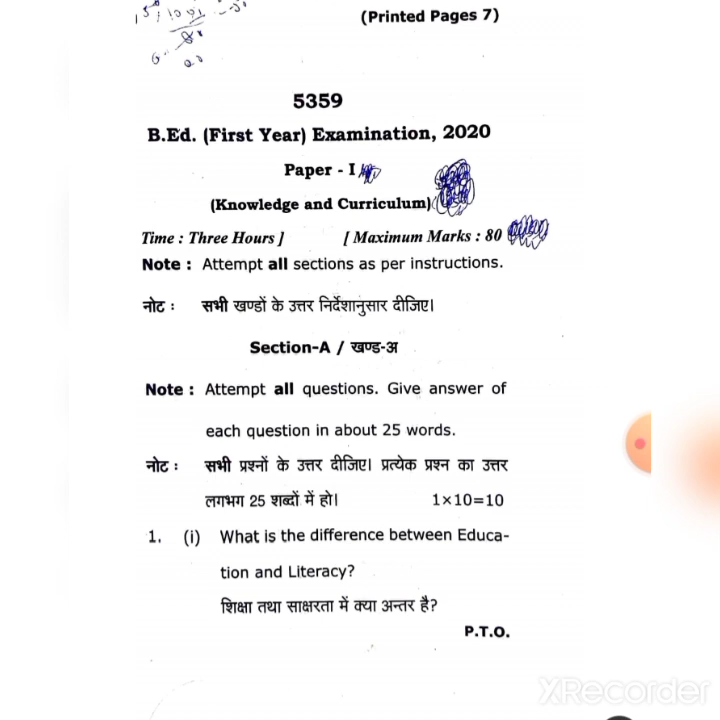 (Printed Pages 7)
5359
B.Ed. (First Year) Examination, 2020
Paper - I
(Knowledge and Curriculum)
Time : Three Hours ] [ Maximum Marks : 80
Note : Attempt all sections as per instructions.
नोट : सभी खण्डों के उत्तर निर्देशानुसार दीजिए।
Section-A / खण्ड-अ
Note : Attempt all questions. Give answer of
each question in about 25 words.
नोट : सभी प्रश्नों के उत्तर दीजिए। प्रत्येक प्रश्न का उत्तर
लगभग 25 शब्दों में हो। 1×10=10
1. (i) What is the difference between Educa-
tion and Literacy?
शिक्षा तथा साक्षरता में क्या अन्तर है?
P.T.O.
XRecorder